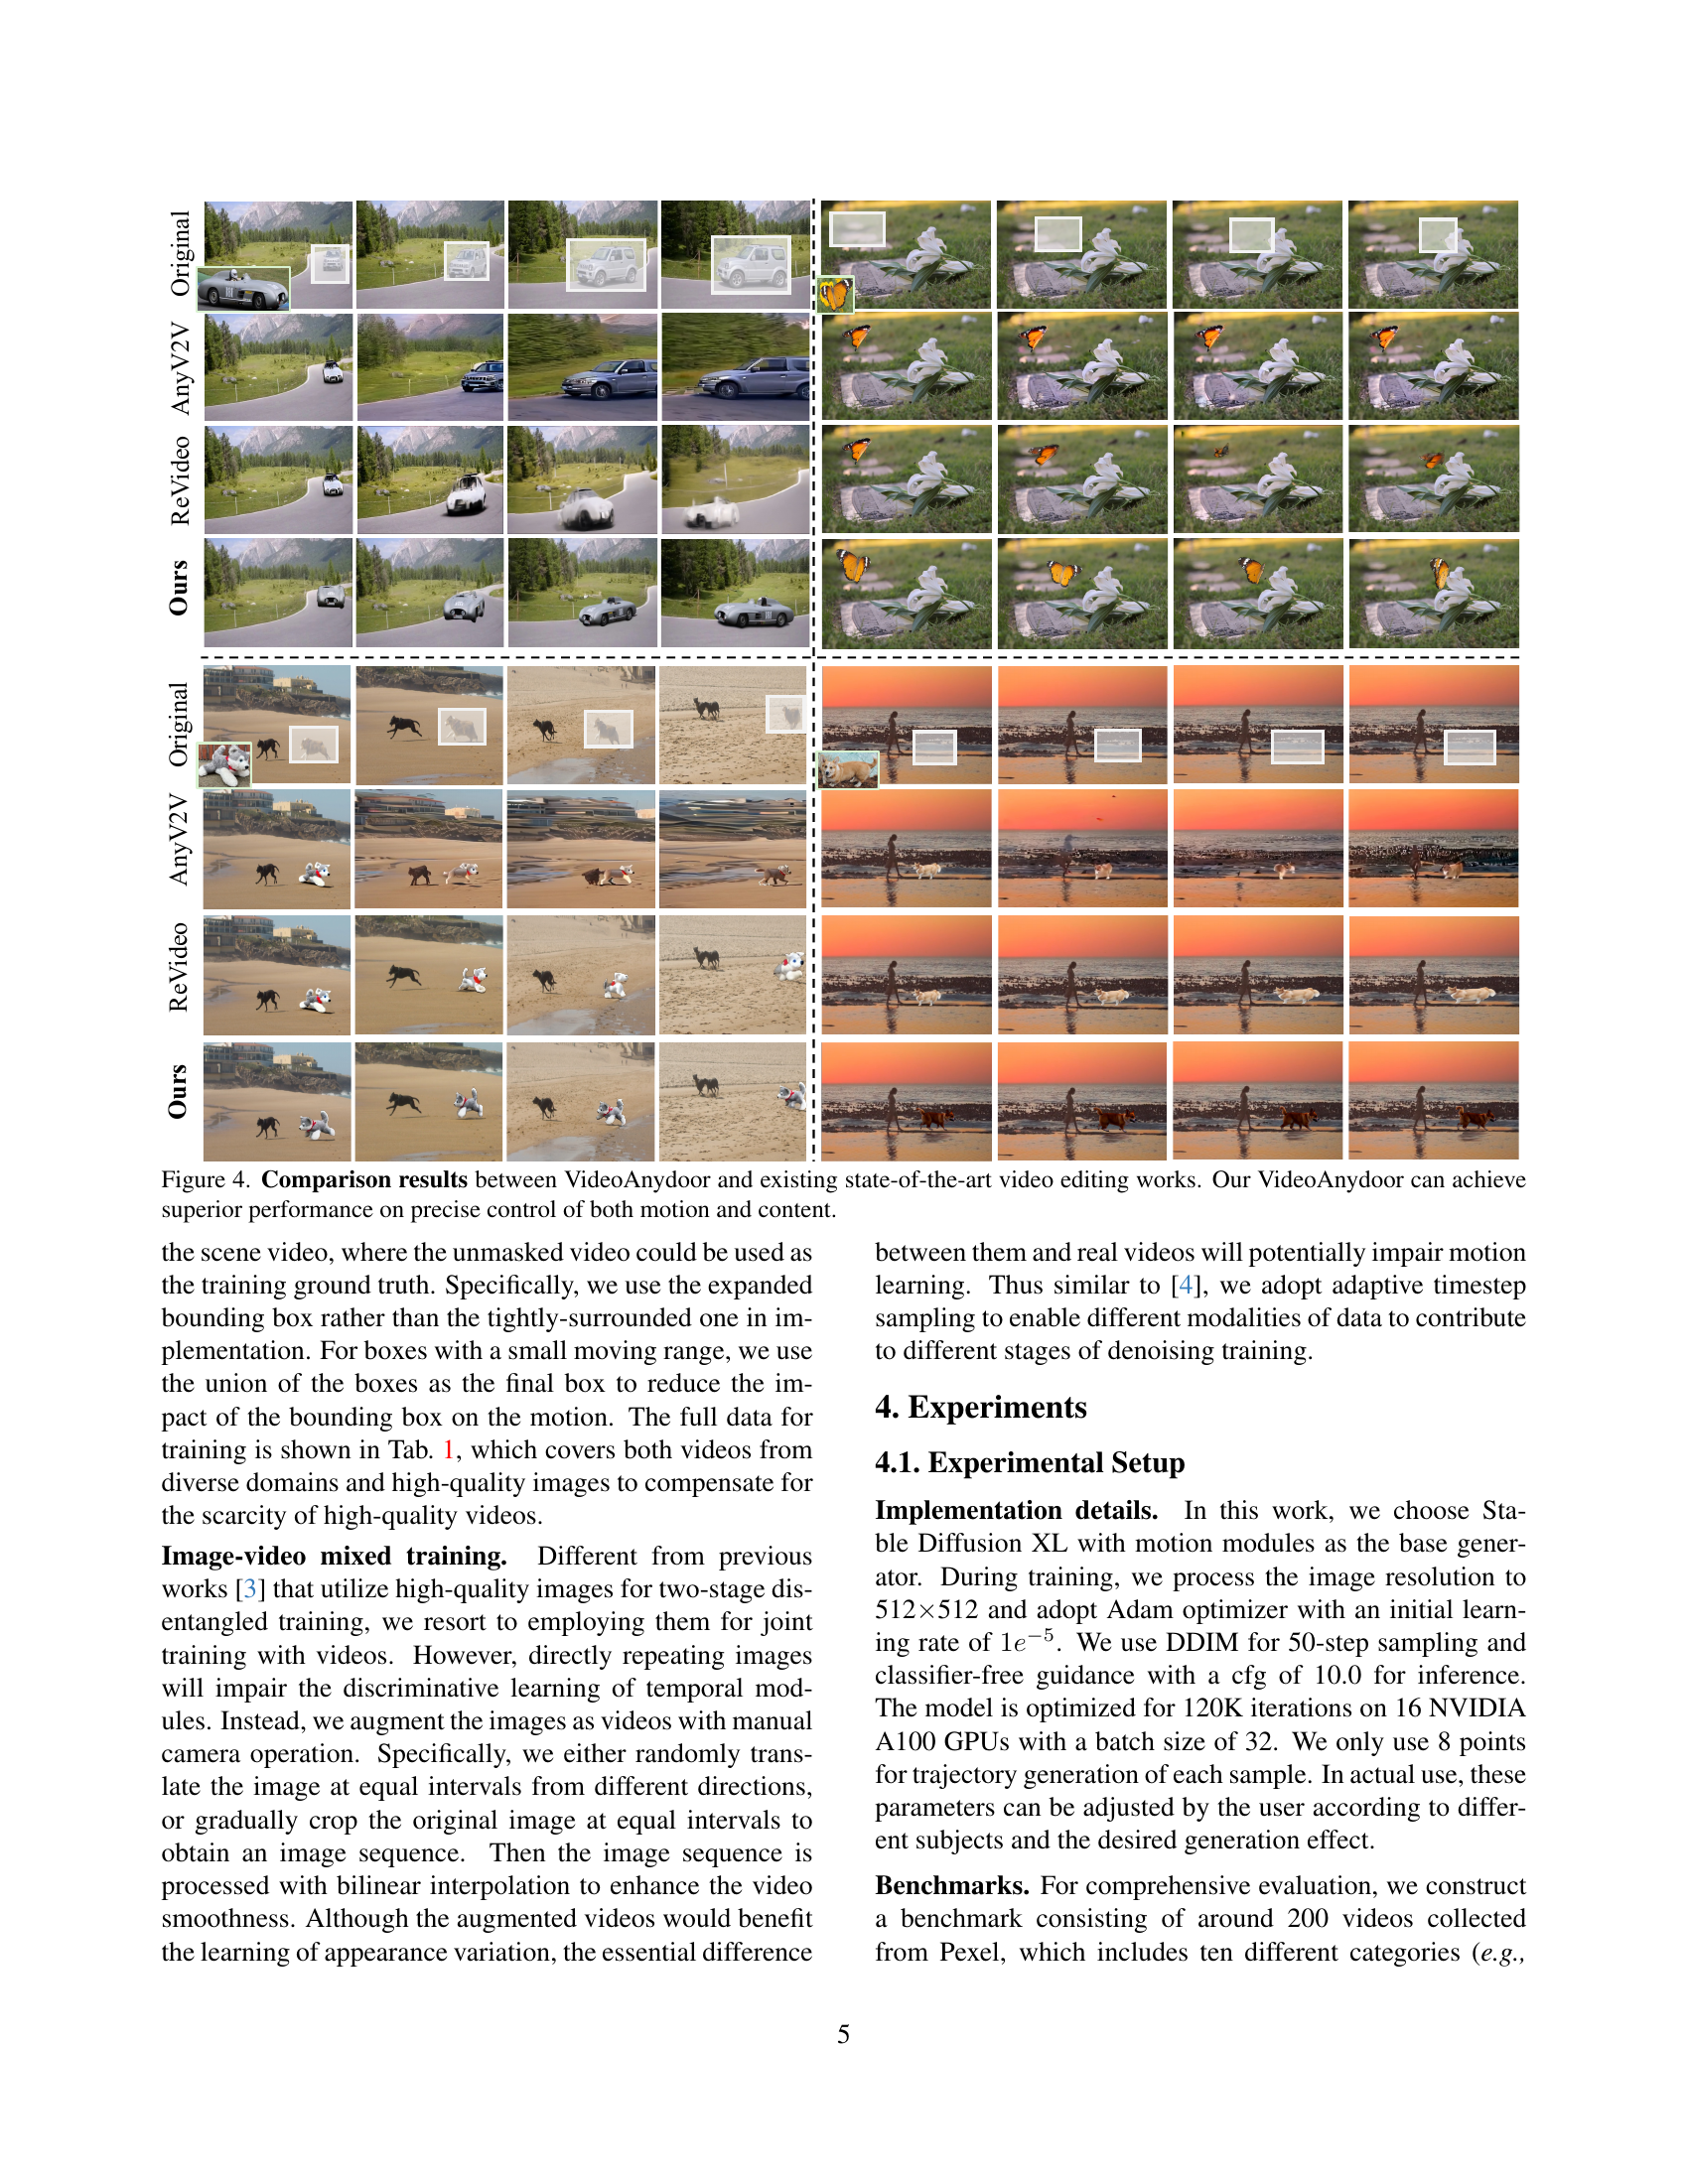 Original
AnyV2V
ReVideo
Ours
Original
AnyV2V
ReVideo
Ours
Figure 4. Comparison results between VideoAnydoor and existing state-of-the-art video editing works. Our VideoAnydoor can achieve
superior performance on precise control of both motion and content.
the scene video, where the unmasked video could be used as
the training ground truth. Specifically, we use the expanded
bounding box rather than the tightly-surrounded one in im-
plementation. For boxes with a small moving range, we use
the union of the boxes as the final box to reduce the im-
pact of the bounding box on the motion. The full data for
training is shown in Tab. 1, which covers both videos from
diverse domains and high-quality images to compensate for
the scarcity of high-quality videos.
Image-video mixed training. Different from previous
works [3] that utilize high-quality images for two-stage dis-
entangled training, we resort to employing them for joint
training with videos. However, directly repeating images
will impair the discriminative learning of temporal mod-
ules. Instead, we augment the images as videos with manual
camera operation. Specifically, we either randomly trans-
late the image at equal intervals from different directions,
or gradually crop the original image at equal intervals to
obtain an image sequence. Then the image sequence is
processed with bilinear interpolation to enhance the video
smoothness. Although the augmented videos would benefit
the learning of appearance variation, the essential difference
between them and real videos will potentially impair motion
learning. Thus similar to [4], we adopt adaptive timestep
sampling to enable different modalities of data to contribute
to different stages of denoising training.
4. Experiments
4.1. Experimental Setup
Implementation details. In this work, we choose Sta-
ble Diffusion XL with motion modules as the base gener-
ator. During training, we process the image resolution to
512×512 and adopt Adam optimizer with an initial learn-
ing rate of 1e⁻⁵. We use DDIM for 50-step sampling and
classifier-free guidance with a cfg of 10.0 for inference.
The model is optimized for 120K iterations on 16 NVIDIA
A100 GPUs with a batch size of 32. We only use 8 points
for trajectory generation of each sample. In actual use, these
parameters can be adjusted by the user according to differ-
ent subjects and the desired generation effect.
Benchmarks. For comprehensive evaluation, we construct
a benchmark consisting of around 200 videos collected
from Pexel, which includes ten different categories (e.g.,
5